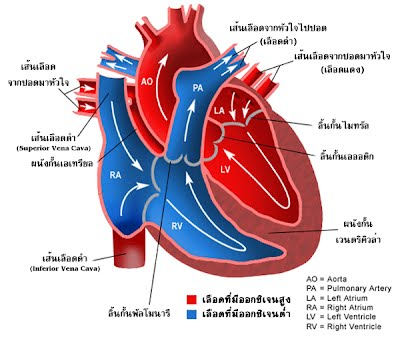 เส้นเลือดจากหัวใจไปปอด
(เลือดดำ)
เส้นเลือดจากปอดมาหัวใจ
(เลือดแดง)
เส้นเลือด
จากปอดมาหัวใจ
AO
PA
LA
ลิ้นกั้นไมทรัล
เส้นเลือดดำ
(Superior Vena Cava)
ผนังกั้นเอเทรียล
ลิ้นกั้นเอออติก
RA
LV
RV
ผนังกั้น
เวนตริคิวล่า
เส้นเลือดดำ
(Inferior Vena Cava)
ลิ้นกั้นพัลโมนารี
เลือดที่มีออกซิเจนสูง
เลือดที่มีออกซิเจนต่ำ
AO = Aorta
PA = Pulmonary Artery
LA = Left Atrium
RA = Right Atrium
LV = Left Ventricle
RV = Right Ventricle